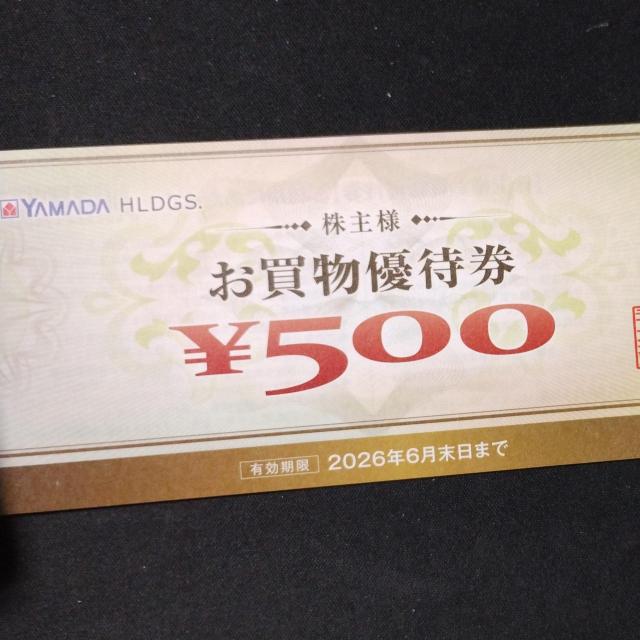 YAMADA HLDGS.
株主様
お買物優待券
¥500
有効期限 2026年6月末日まで